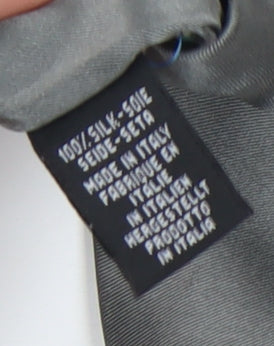 100% SILK-SOIE
SEIDE-SETA
MADE IN ITALY
FABRIQUE EN
ITALIE
IN ITALIEN
HERGESTELLT
PRODOTTO
IN ITALIA